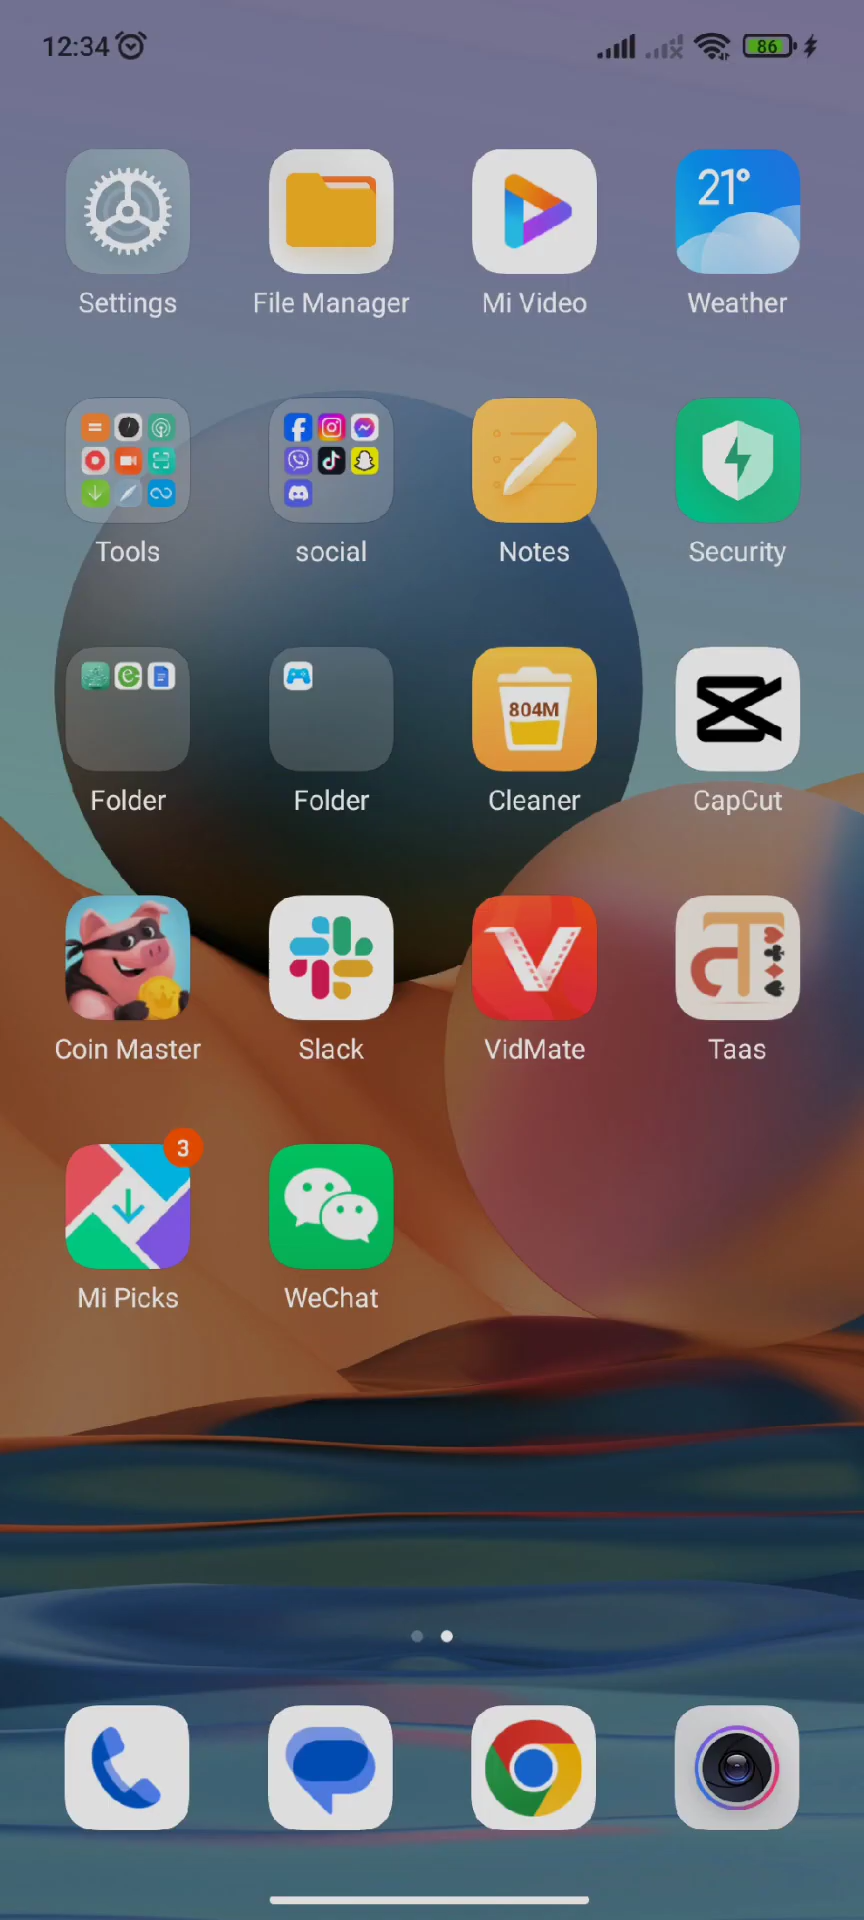 12:34 86
21°
Settings File Manager Mi Video Weather
Tools social Notes Security
804M
Folder Folder Cleaner CapCut
त
Coin Master Slack VidMate Taas
3
Mi Picks WeChat